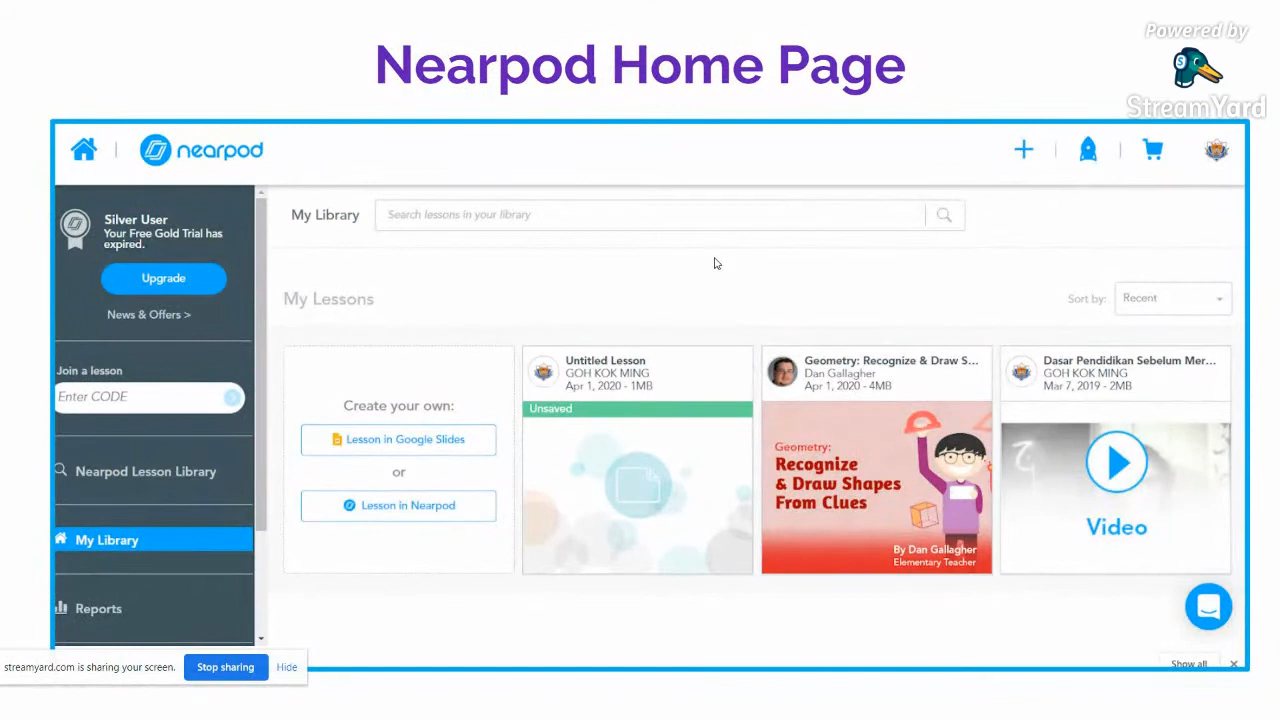 Nearpod Home Page
Powered by
StreamYard
nearpod
Silver User
Your Free Gold Trial has
expired.
Upgrade
News & Offers >
Join a lesson
Enter CODE
Nearpod Lesson Library
My Library
Reports
My Library
Search lessons in your library
My Lessons
Sort by:
Recent
Create your own:
Lesson in Google Slides
or
Lesson in Nearpod
Untitled Lesson
GOH KOK MING
Apr 1, 2020 - 1MB
Unsaved
Geometry: Recognize & Draw S...
Dan Gallagher
Apr 1, 2020 - 4MB
Geometry:
Recognize
& Draw Shapes
From Clues
By Dan Gallagher
Elementary Teacher
Dasar Pendidikan Sebelum Mer...
GOH KOK MING
Mar 7, 2019 - 2MB
Video
Show all
streamyard.com is sharing your screen.
Stop sharing
Hide